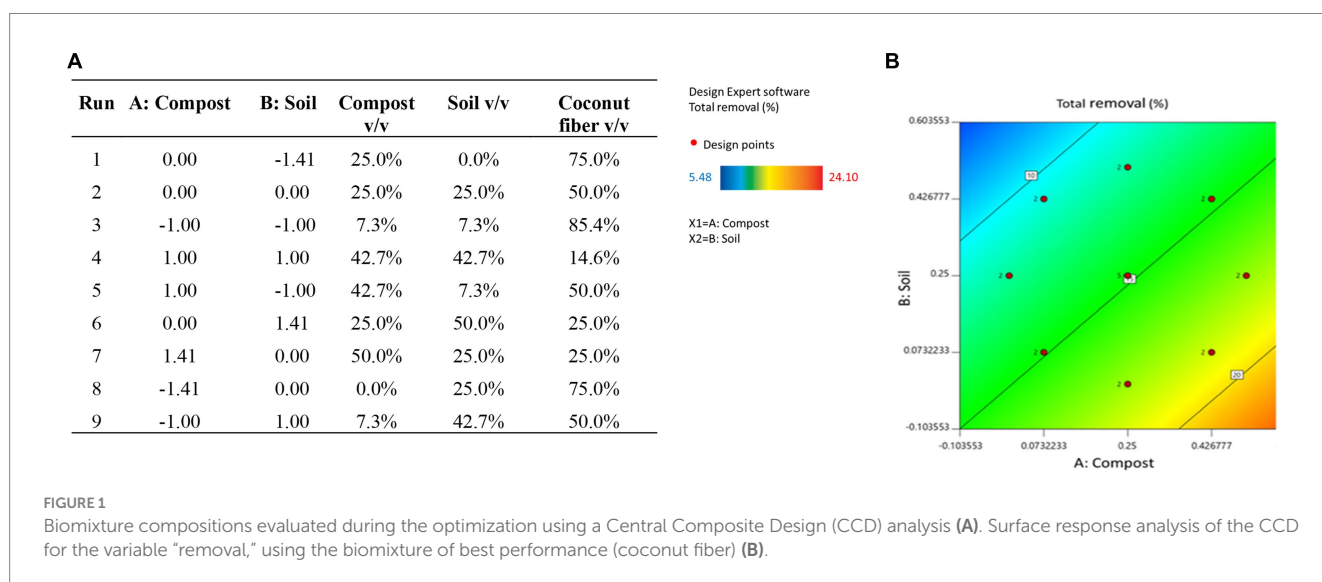 A
Run A: Compost B: Soil Compost v/v Soil v/v Coconut fiber v/v
1 0.00 -1.41 25.0% 0.0% 75.0%
2 0.00 0.00 25.0% 25.0% 50.0%
3 -1.00 -1.00 7.3% 7.3% 85.4%
4 1.00 1.00 42.7% 42.7% 14.6%
5 1.00 -1.00 42.7% 7.3% 50.0%
6 0.00 1.41 25.0% 50.0% 25.0%
7 1.41 0.00 50.0% 25.0% 25.0%
8 -1.41 0.00 0.0% 25.0% 75.0%
9 -1.00 1.00 7.3% 42.7% 50.0%
Design Expert software
Total removal (%)
Design points
5.48 24.10
X1=A: Compost
X2=B: Soil
B
Total removal (%)
0.603553
2
10
0.426777 2 2
0.25 2 5 2
0.0732233 2 2
20
2
-0.103553
B: Soil
-0.103553 0.0732233 0.25 0.426777
A: Compost
FIGURE 1
Biomixture compositions evaluated during the optimization using a Central Composite Design (CCD) analysis (A). Surface response analysis of the CCD
for the variable “removal,” using the biomixture of best performance (coconut fiber) (B).